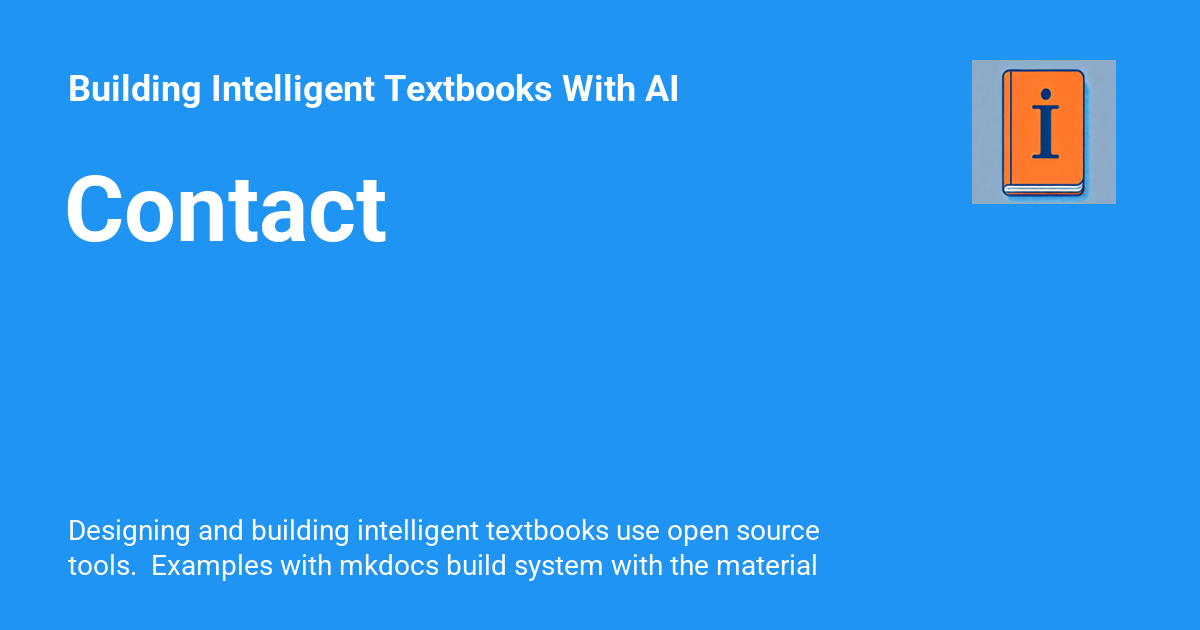 Building Intelligent Textbooks With AI
i
Contact
Designing and building intelligent textbooks use open source
tools.  Examples with mkdocs build system with the material